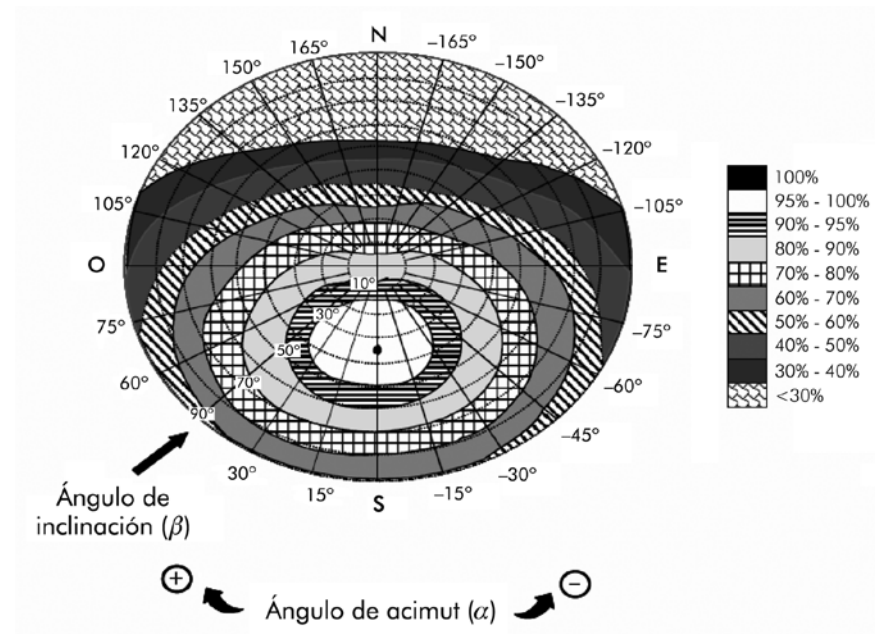 N
165°
–165°
150°
–150°
135°
–135°
120°
–120°
105°
–105°
O
E
10°
30°
50°
70°
90°
75°
–75°
60°
–60°
–45°
30°
–30°
15°
–15°
S
100%
95% - 100%
90% - 95%
80% - 90%
70% - 80%
60% - 70%
50% - 60%
40% - 50%
30% - 40%
<30%
Ángulo de
inclinación (β)
+
−
Ángulo de acimut (α)